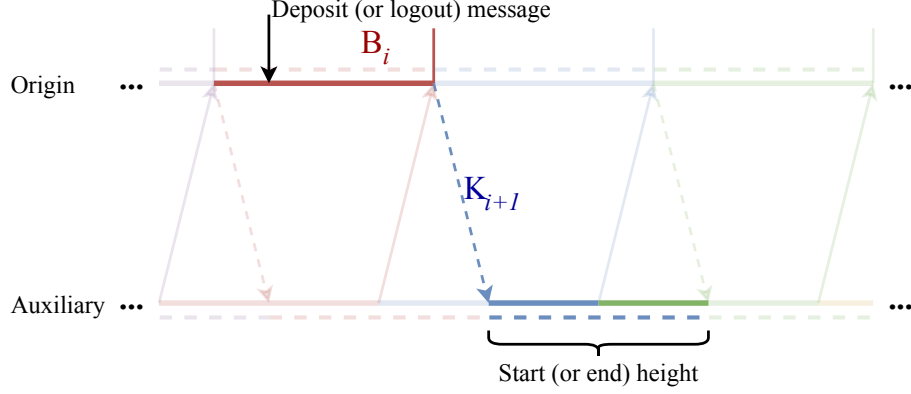 Deposit (or logout) message
B_i
Origin ••• •••
K_{i+1}
Auxiliary ••• •••
Start (or end) height